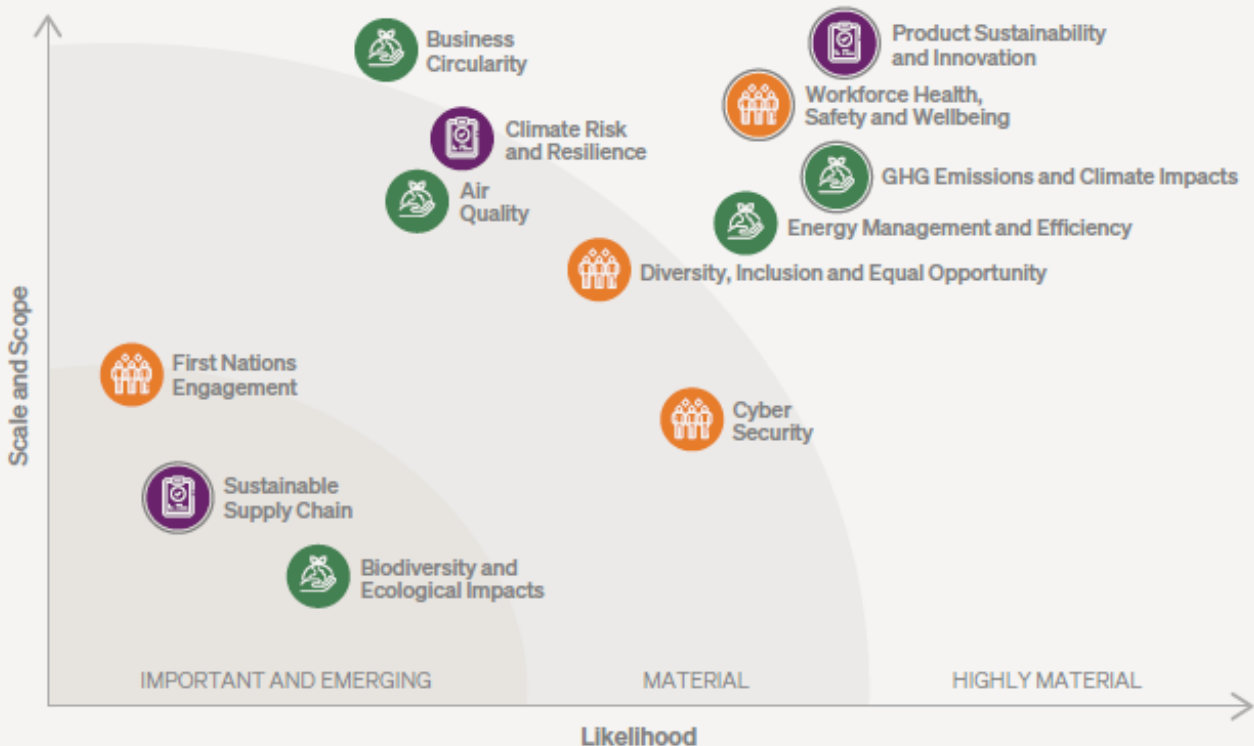 Business
Circularity
Product Sustainability
and Innovation
Workforce Health,
Safety and Wellbeing
Climate Risk
and Resilience
GHG Emissions and Climate Impacts
Air
Quality
Energy Management and Efficiency
Diversity, Inclusion and Equal Opportunity
First Nations
Engagement
Cyber
Security
Sustainable
Supply Chain
Biodiversity and
Ecological Impacts
Scale and Scope
IMPORTANT AND EMERGING
MATERIAL
HIGHLY MATERIAL
Likelihood